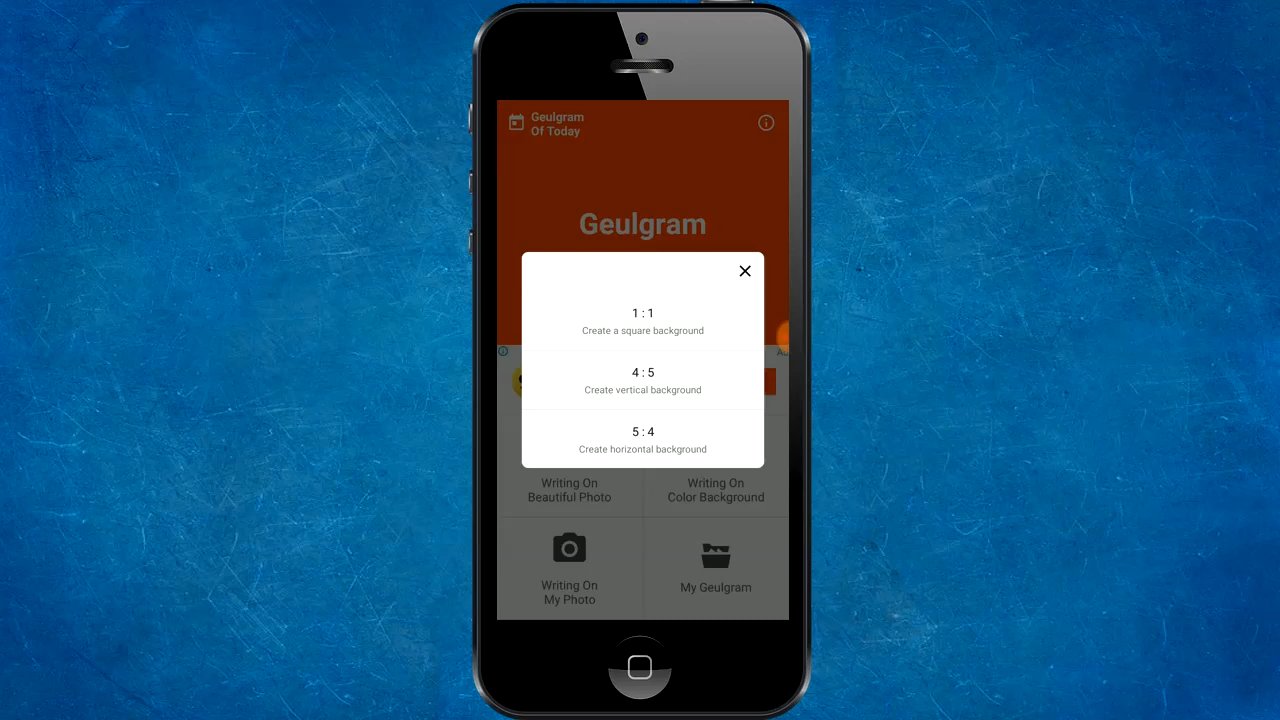 Geulgram
Of Today
Geulgram
1 : 1
Create a square background
4 : 5
Create vertical background
5 : 4
Create horizontal background
Writing On
Beautiful Photo
Writing On
Color Background
Writing On
My Photo
My Geulgram